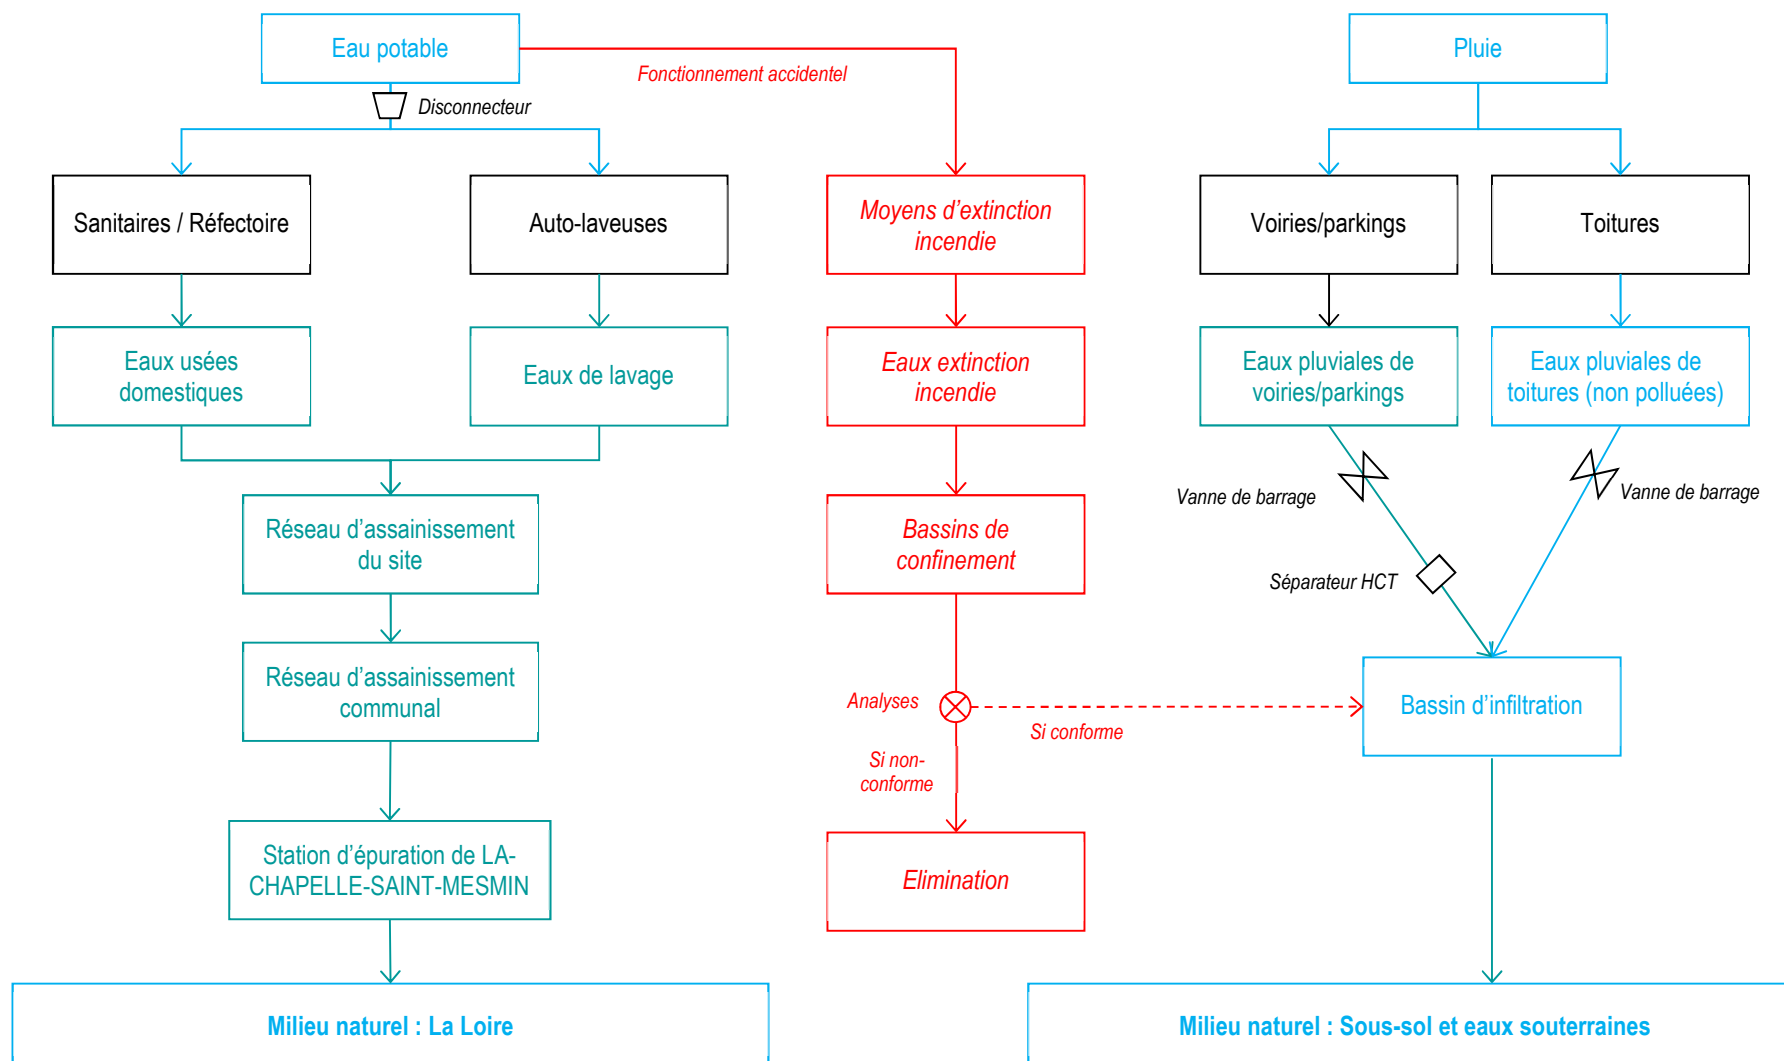 Eau potable
Pluie
Fonctionnement accidentel
Disconnecteur
Sanitaires / Réfectoire
Auto-laveuses
Moyens d'extinction
incendie
Voiries/parkings
Toitures
Eaux usées
domestiques
Eaux de lavage
Eaux extinction
incendie
Eaux pluviales de
voiries/parkings
Eaux pluviales de
toitures (non polluées)
Vanne de barrage
Vanne de barrage
Réseau d'assainissement
du site
Bassins de
confinement
Séparateur HCT
Réseau d'assainissement
communal
Analyses
Si conforme
Bassin d'infiltration
Si non-
conforme
Station d'épuration de LA-
CHAPELLE-SAINT-MESMIN
Elimination
Milieu naturel : La Loire
Milieu naturel : Sous-sol et eaux souterraines